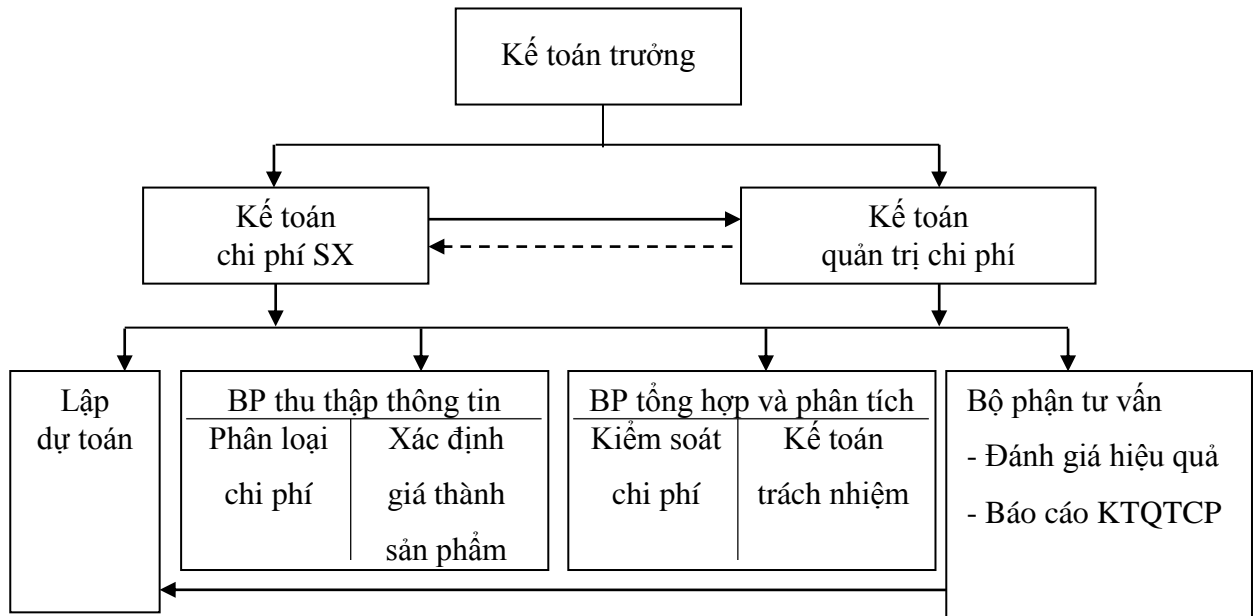 Kế toán trưởng
Kế toán
chi phí SX
Kế toán
quản trị chi phí
Lập
dự toán
BP thu thập thông tin
Phân loại
chi phí
Xác định
giá thành
sản phẩm
BP tổng hợp và phân tích
Kiểm soát
chi phí
Kế toán
trách nhiệm
Bộ phận tư vấn
- Đánh giá hiệu quả
- Báo cáo KTQTCP